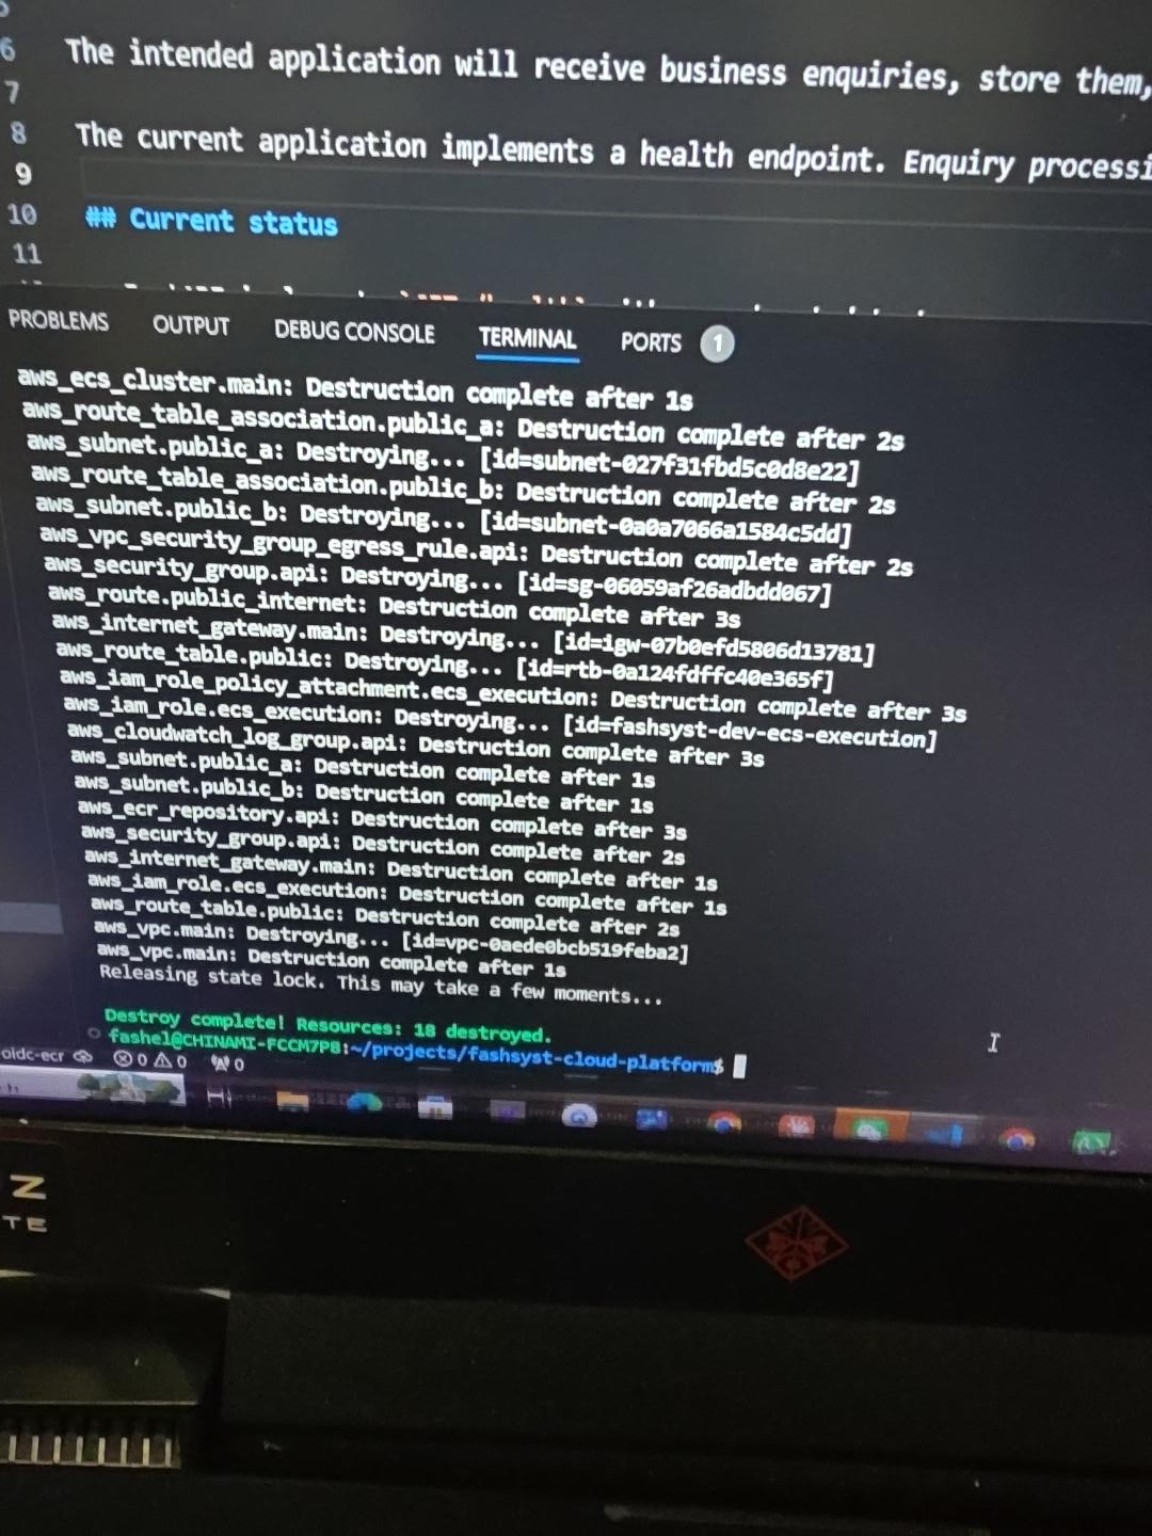 6 The intended application will receive business enquiries, store them,
7
8 The current application implements a health endpoint. Enquiry processi
9
10 ## Current status
11
PROBLEMS OUTPUT DEBUG CONSOLE TERMINAL PORTS 1
aws_ecs_cluster.main: Destruction complete after 1s
aws_route_table_association.public_a: Destruction complete after 2s
aws_subnet.public_a: Destroying... [id=subnet-027f31fbd5c0d8e22]
aws_route_table_association.public_b: Destruction complete after 2s
aws_subnet.public_b: Destroying... [id=subnet-0a0a7066a1584c5dd]
aws_vpc_security_group_egress_rule.api: Destruction complete after 2s
aws_security_group.api: Destroying... [id=sg-06059af26adbdd067]
aws_route.public_internet: Destruction complete after 3s
aws_internet_gateway.main: Destroying... [id=igw-07b0efd5806d13781]
aws_route_table.public: Destroying... [id=rtb-0a124fdffc40e365f]
aws_iam_role_policy_attachment.ecs_execution: Destruction complete after 3s
aws_iam_role.ecs_execution: Destroying... [id=fashsyst-dev-ecs-execution]
aws_cloudwatch_log_group.api: Destruction complete after 3s
aws_subnet.public_a: Destruction complete after 1s
aws_subnet.public_b: Destruction complete after 1s
aws_ecr_repository.api: Destruction complete after 3s
aws_security_group.api: Destruction complete after 2s
aws_internet_gateway.main: Destruction complete after 1s
aws_iam_role.ecs_execution: Destruction complete after 1s
aws_route_table.public: Destruction complete after 2s
aws_vpc.main: Destroying... [id=vpc-0aede0bcb519feba2]
aws_vpc.main: Destruction complete after 1s
Releasing state lock. This may take a few moments...
Destroy complete! Resources: 18 destroyed.
fashel@CHINAMI-FCCM7P8:~/projects/fashsyst-cloud-platform$
oidc-ecr 0 0 0
Z
TE